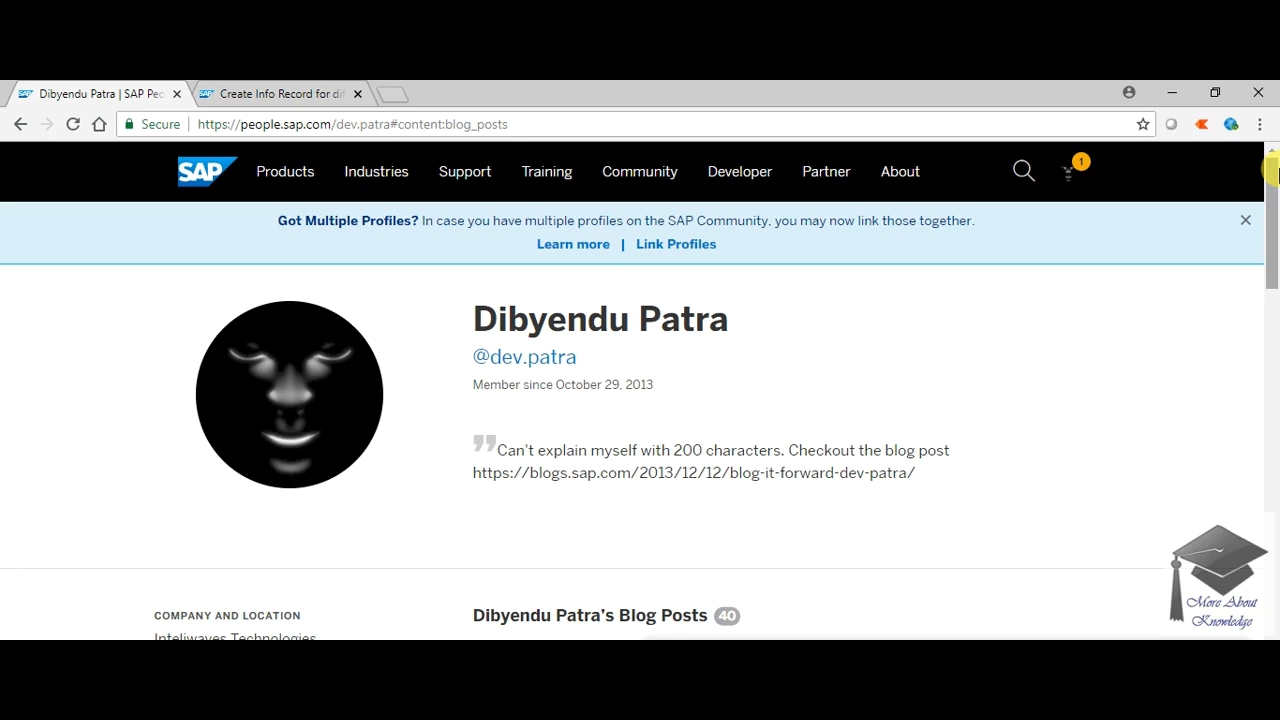 Dibyendu Patra | SAP Peo
Create Info Record for dif
Secure
https://people.sap.com/dev.patra#content:blog_posts
SAP Products Industries Support Training Community Developer Partner About 1
Got Multiple Profiles? In case you have multiple profiles on the SAP Community, you may now link those together.
Learn more | Link Profiles
Dibyendu Patra
@dev.patra
Member since October 29, 2013
Can't explain myself with 200 characters. Checkout the blog post
https://blogs.sap.com/2013/12/12/blog-it-forward-dev-patra/
More About
Knowledge
COMPANY AND LOCATION
Inteliwaves Technologies
Dibyendu Patra's Blog Posts 40